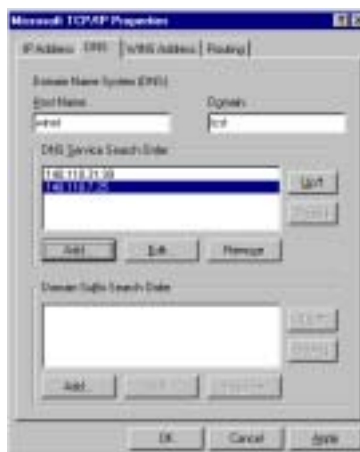 Microsoft TCP/IP Properties
IP Address DNS WINS Address Routing
Domain Name System (DNS)
Host Name: Domain:
test
DNS Service Search Order
Up↑
Add... Edit... Remove
Domain Suffix Search Order
Add...
OK Cancel Apply